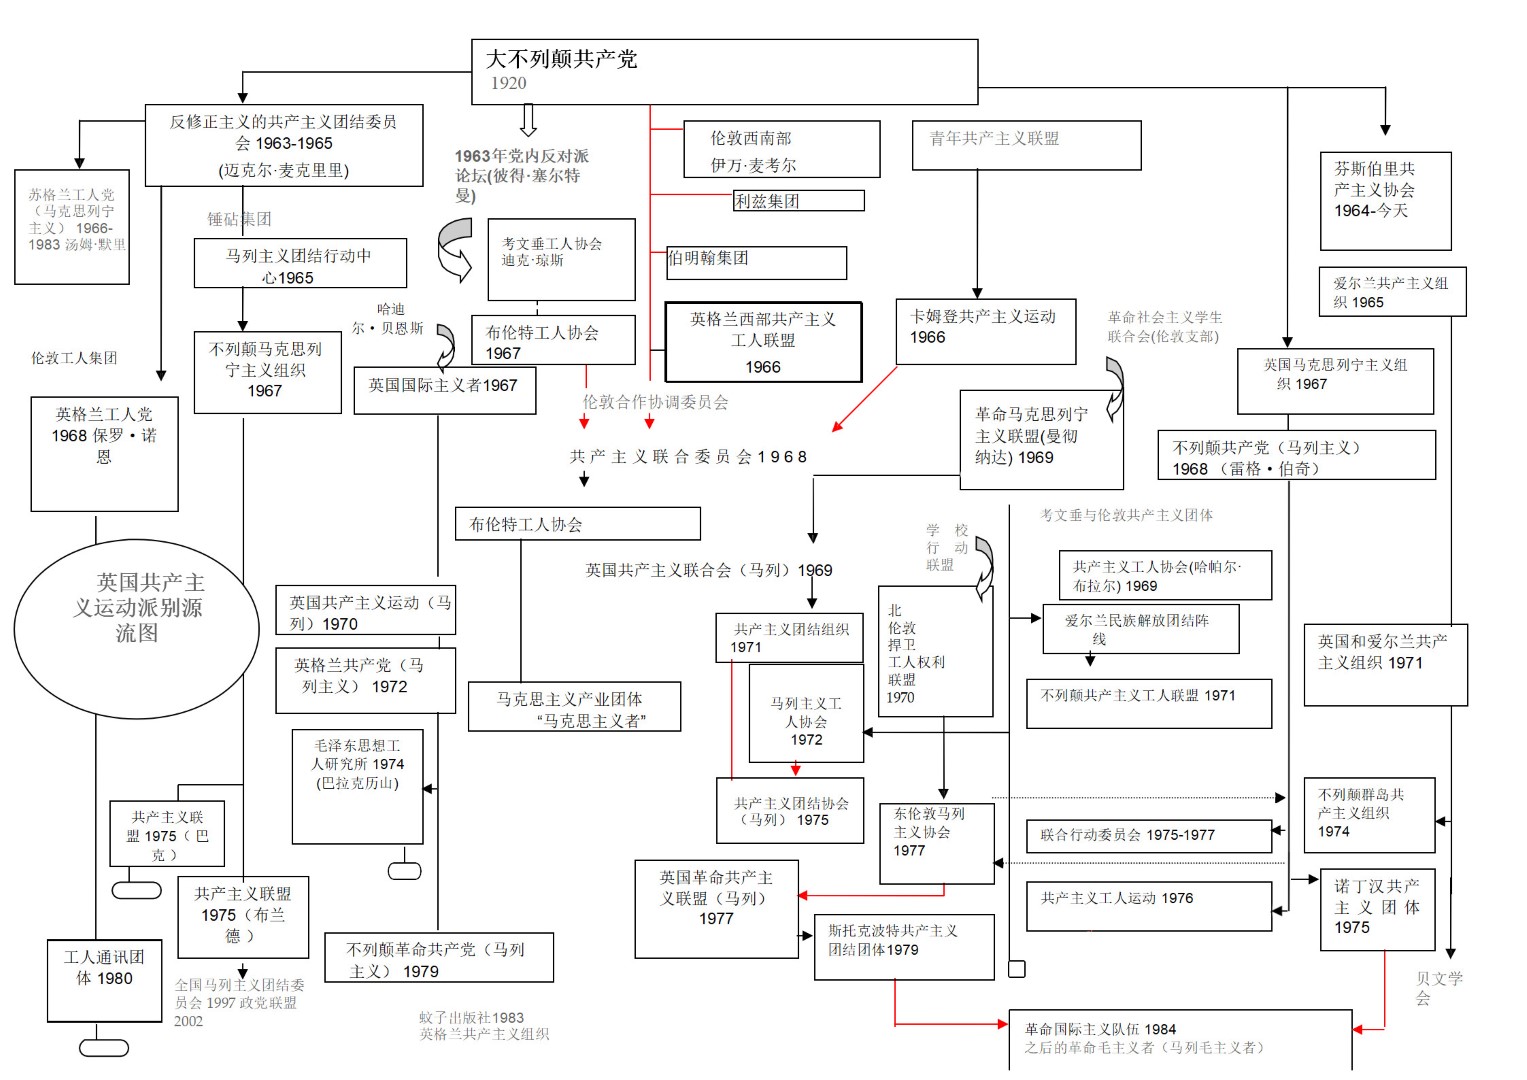 大不列颠共产党
1920
反修正主义的共产主义团结委员
会 1963-1965
(迈克尔·麦克里里)
苏格兰工人党
（马克思列宁
主义） 1966-
1983 汤姆·默里
锤砧集团
马列主义团结行动中
心1965
伦敦工人集团
英格兰工人党
1968 保罗·诺
恩
不列颠马克思列
宁主义组织
1967
1963年党内反对派
论坛(彼得·塞尔特
曼)
考文垂工人协会
迪克·琼斯
哈迪
尔·贝恩斯
布伦特工人协会
1967
英国国际主义者1967
伦敦西南部
伊万·麦考尔
利兹集团
伯明翰集团
英格兰西部共产主义
工人联盟
1966
青年共产主义联盟
卡姆登共产主义运动
1966
革命社会主义学生
联合会(伦敦支部)
芬斯伯里共
产主义协会
1964-今天
爱尔兰共产主义组
织 1965
英国马克思列宁主义组
织 1967
不列颠共产党（马列主义）
1968 （雷格·伯奇）
伦敦合作协调委员会
共产主义联合委员会1968
革命马克思列宁
主义联盟(曼彻
纳达) 1969
布伦特工人协会
英国共产主义联合会（马列）1969
学 校
行 动
联盟
考文垂与伦敦共产主义团体
共产主义工人协会(哈帕尔·
布拉尔) 1969
爱尔兰民族解放团结阵
线
不列颠共产主义工人联盟 1971
英国和爱尔兰共产
主义组织 1971
英国共产主
义运动派别源
流图
英国共产主义运动（马
列）1970
英格兰共产党（马
列主义） 1972
毛泽东思想工
人研究所 1974
(巴拉克历山)
马克思主义产业团体
“马克思主义者”
共产主义团结组织
1971
马列主义工
人协会
1972
共产主义团结协会
（马列） 1975
北
伦敦
捍卫
工人权利
联盟
1970
东伦敦马列
主义协会
1977
联合行动委员会 1975-1977
共产主义工人运动 1976
不列颠群岛共
产主义组织
1974
诺丁汉共产
主义团体
1975
共产主义联
盟 1975（ 巴
克 ）
共产主义联盟
1975（布兰
德 ）
工人通讯团
体 1980
全国马列主义团结委
员会 1997 政党联盟
2002
不列颠革命共产党（马列
主义） 1979
蚊子出版社1983
英格兰共产主义组织
英国革命共产主
义联盟（马列）
1977
斯托克波特共产主义
团结团体1979
革命国际主义队伍 1984
之后的革命毛主义者（马列毛主义者）
贝文学
会